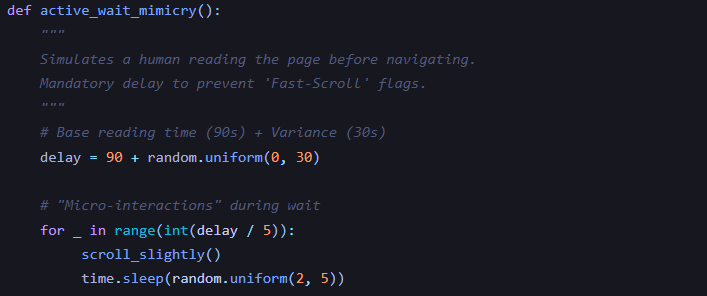 def active_wait_mimicry():
"""
Simulates a human reading the page before navigating.
Mandatory delay to prevent 'Fast-Scroll' flags.
"""
# Base reading time (90s) + Variance (30s)
delay = 90 + random.uniform(0, 30)
# "Micro-interactions" during wait
for _ in range(int(delay / 5)):
scroll_slightly()
time.sleep(random.uniform(2, 5))